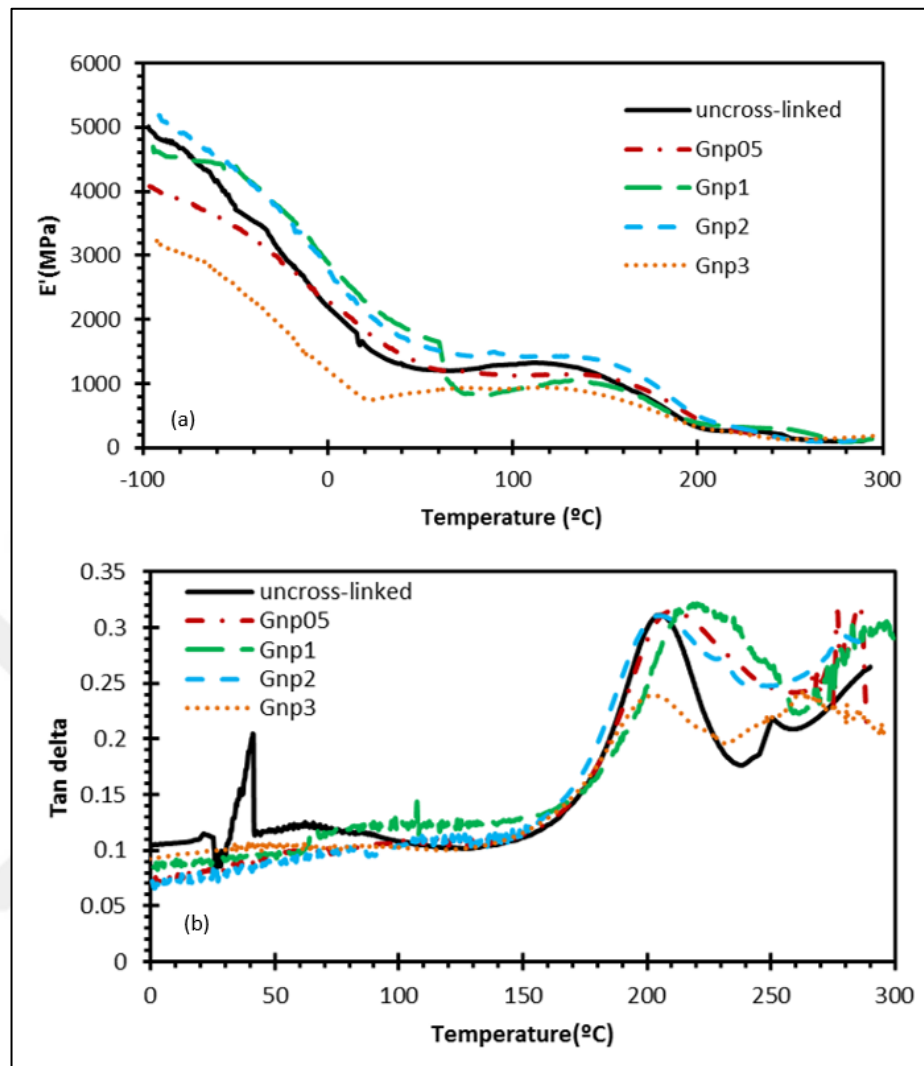 6000
5000
4000
3000
2000
1000
0
E'(MPa)
uncross-linked
Gnp05
Gnp1
Gnp2
Gnp3
(a)
-100 0 100 200 300
Temperature (ºC)
0.35
0.3
0.25
0.2
0.15
0.1
0.05
0
Tan delta
uncross-linked
Gnp05
Gnp1
Gnp2
Gnp3
(b)
0 50 100 150 200 250 300
Temperature(ºC)